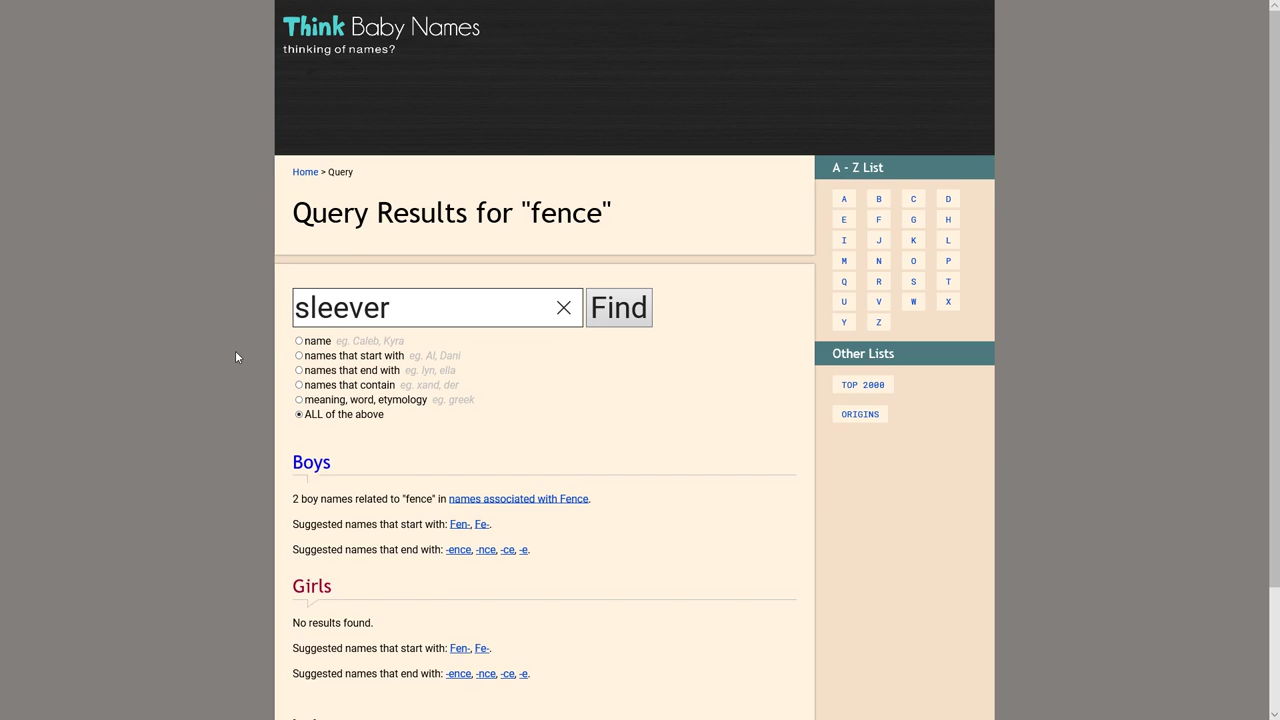 Think Baby Names
thinking of names?
Home > Query
Query Results for "fence"
sleever
Find
name eg. Caleb, Kyra
names that start with eg. Al, Dani
names that end with eg. lyn, ella
names that contain eg. xand, der
meaning, word, etymology eg. greek
ALL of the above
Boys
2 boy names related to "fence" in names associated with Fence.
Suggested names that start with: Fen-, Fe-.
Suggested names that end with: -ence, -nce, -ce, -e.
Girls
No results found.
Suggested names that start with: Fen-, Fe-.
Suggested names that end with: -ence, -nce, -ce, -e.
A - Z List
A B C D
E F G H
I J K L
M N O P
Q R S T
U V W X
Y Z
Other Lists
TOP 2000
ORIGINS